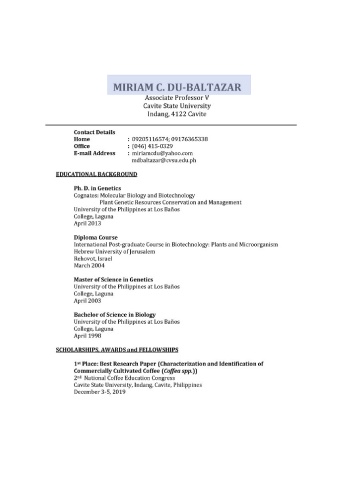 MIRIAM C. DU-BALTAZAR
Associate Professor V
Cavite State University
Indang, 4122 Cavite
Contact Details
Home : 09205116574; 09176365338
Office : (046) 415-0329
E-mail Address : miriamcdu@yahoo.com
mdbaltazar@cvsu.edu.ph
EDUCATIONAL BACKGROUND
Ph. D. in Genetics
Cognates: Molecular Biology and Biotechnology
Plant Genetic Resources Conservation and Management
University of the Philippines at Los Baños
College, Laguna
April 2013
Diploma Course
International Post-graduate Course in Biotechnology: Plants and Microorganism
Hebrew University of Jerusalem
Rehovot, Israel
March 2004
Master of Science in Genetics
University of the Philippines at Los Baños
College, Laguna
April 2003
Bachelor of Science in Biology
University of the Philippines at Los Baños
College, Laguna
April 1998
SCHOLARSHIPS, AWARDS and FELLOWSHIPS
1st Place: Best Research Paper (Characterization and Identification of
Commercially Cultivated Coffee (Coffea spp.))
2nd National Coffee Education Congress
Cavite State University, Indang, Cavite, Philippines
December 3-5, 2019